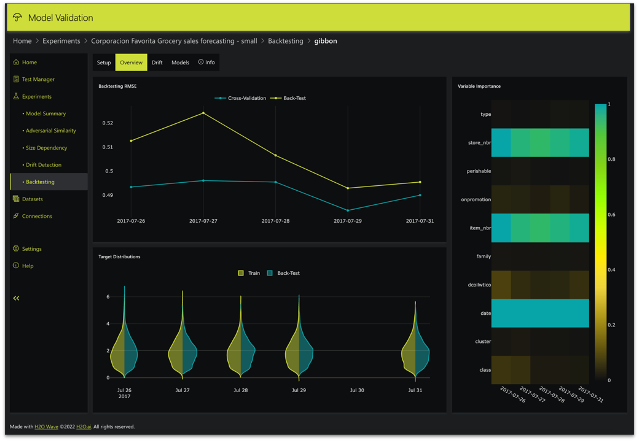 Model Validation
Home > Experiments > Corporacion Favorita Grocery sales forecasting - small > Backtesting > gibbon
Home
Test Manager
Experiments
• Model Summary
• Adversarial Similarity
• Size Dependency
• Drift Detection
• Backtesting
Datasets
Connections
Settings
Help
Setup Overview Drift Models Info
Backtesting RMSE
Cross-Validation Back-Test
0.52
0.51
0.5
0.49
2017-07-26 2017-07-27 2017-07-28 2017-07-29 2017-07-31
Target Distributions
Train Back-Test
6
4
2
0
Jul 26 Jul 27 Jul 28 Jul 29 Jul 30 Jul 31
2017
Variable Importance
type
store_nbr
perishable
onpromotion
item_nbr
family
date
cluster
class
1
0.8
0.6
0.4
0.2
0
2017-07-26 2017-07-27 2017-07-28 2017-07-29 2017-07-31
Made with H2O Wave ©2022 H2O.ai. All rights reserved.